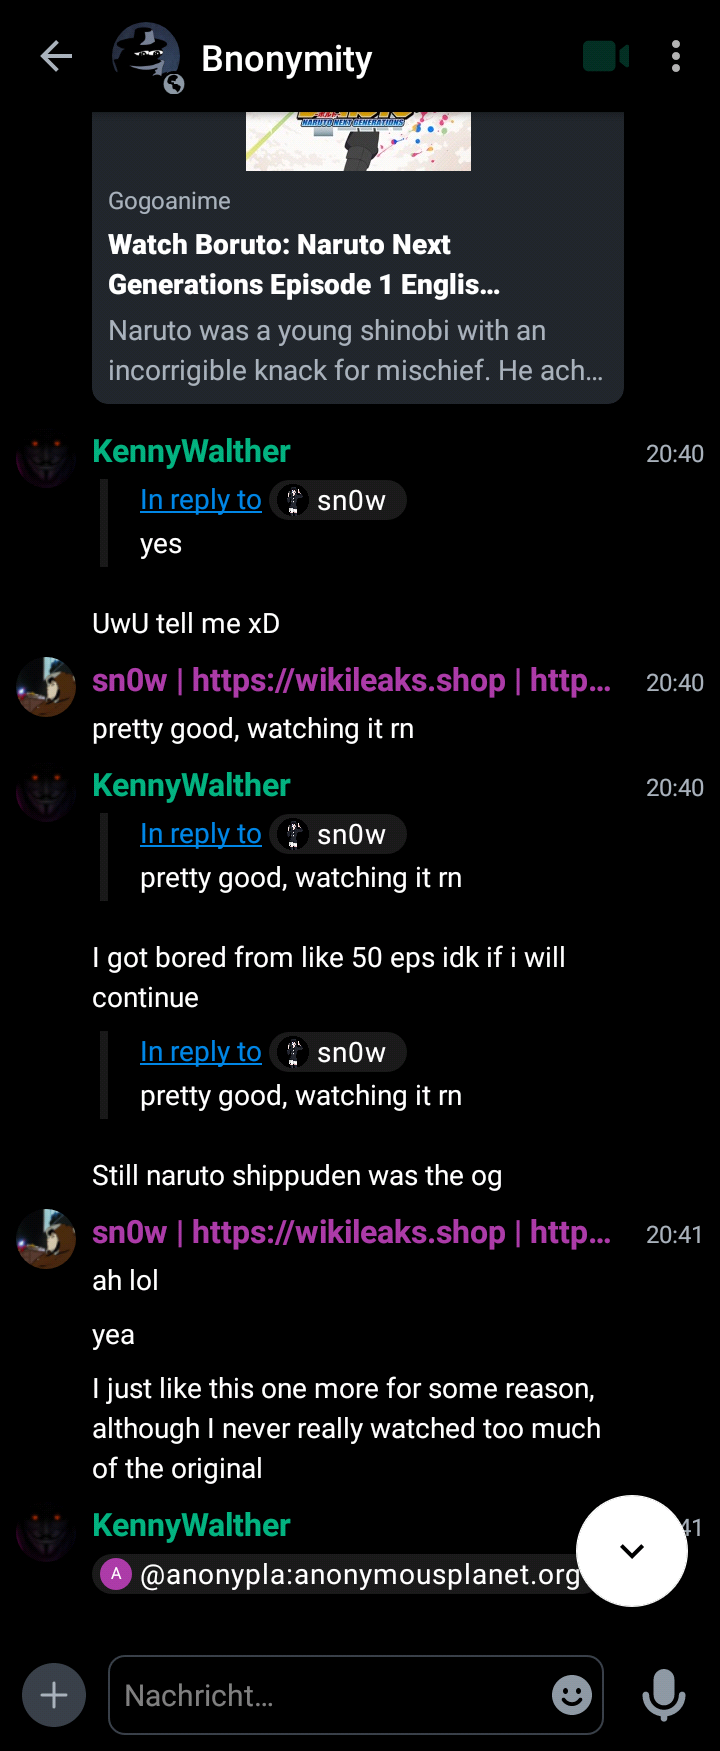 Bnonymity
NARUTO NEXT GENERATIONS
Gogoanime
Watch Boruto: Naruto Next
Generations Episode 1 Englis...
Naruto was a young shinobi with an
incorrigible knack for mischief. He ach...
KennyWalther 20:40
In reply to sn0w
yes
UwU tell me xD
sn0w | https://wikileaks.shop | http... 20:40
pretty good, watching it rn
KennyWalther 20:40
In reply to sn0w
pretty good, watching it rn
I got bored from like 50 eps idk if i will
continue
In reply to sn0w
pretty good, watching it rn
Still naruto shippuden was the og
sn0w | https://wikileaks.shop | http... 20:41
ah lol
yea
I just like this one more for some reason,
although I never really watched too much
of the original
KennyWalther 41
A @anonypla:anonymousplanet.org
Nachricht...